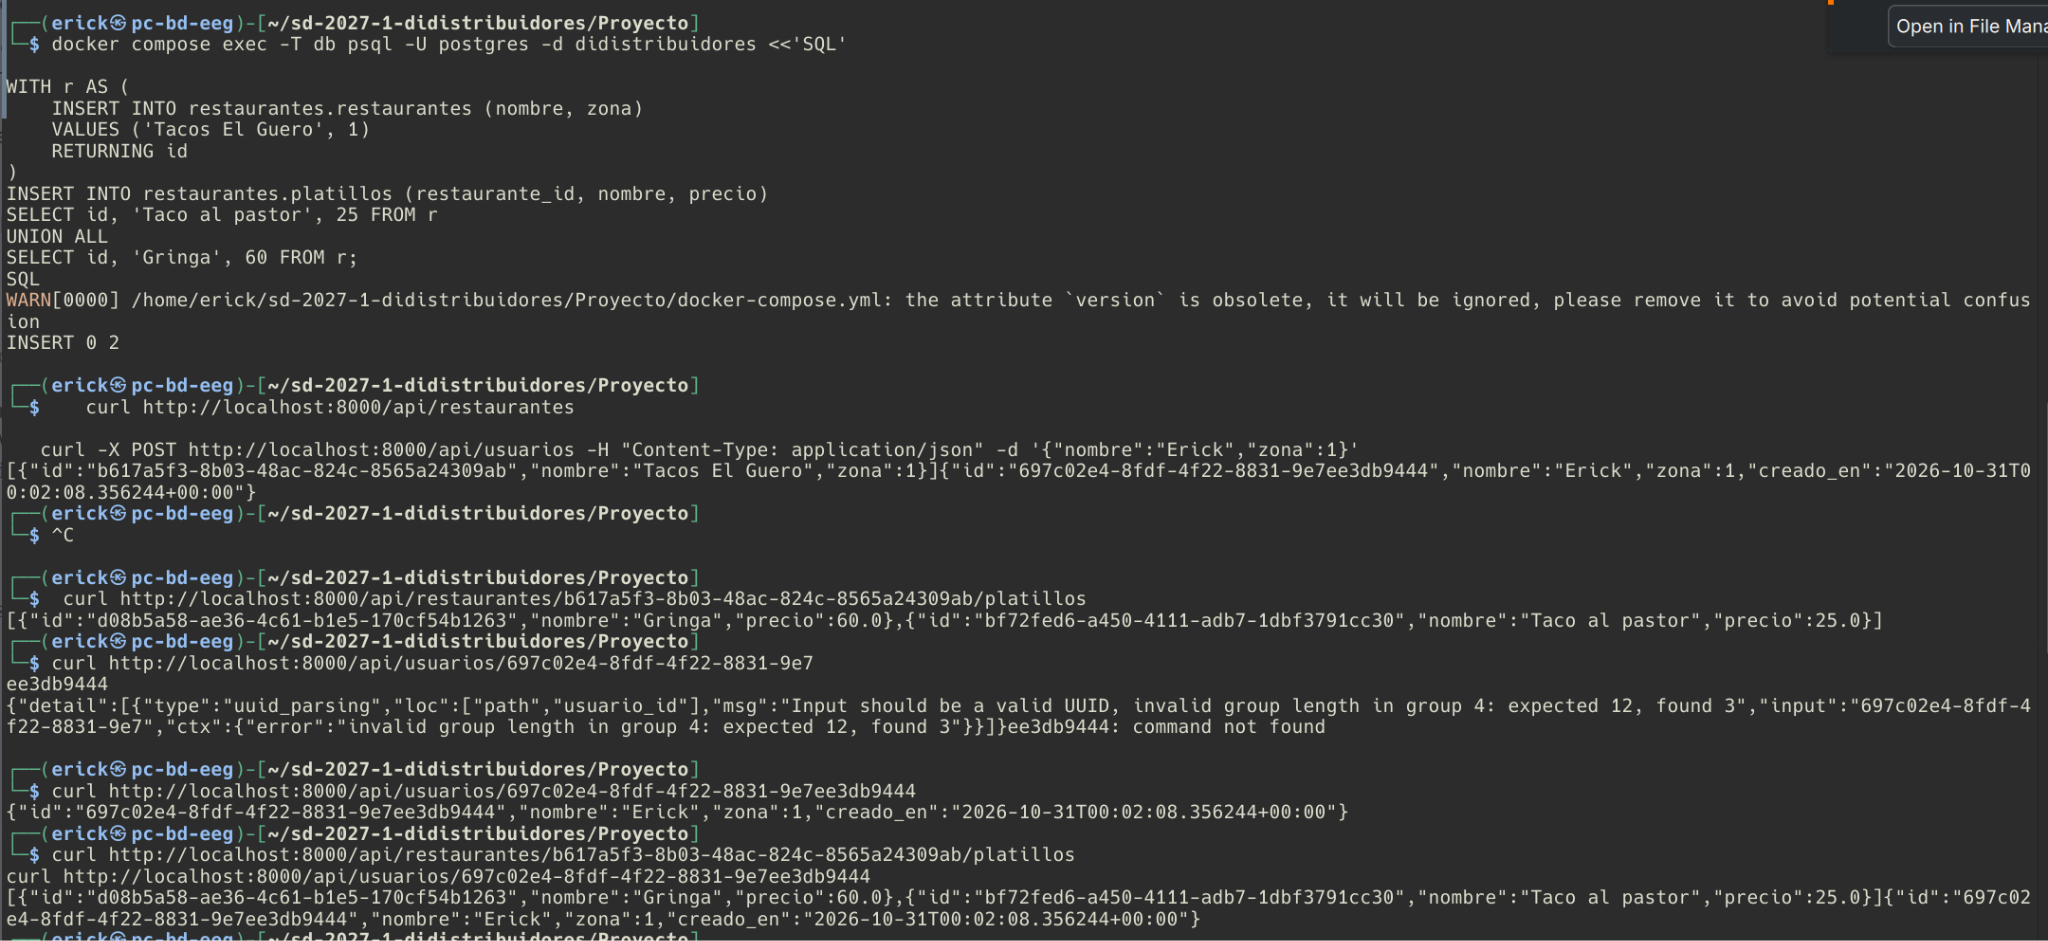 ┌──(erick㉿pc-bd-eeg)-[~/sd-2027-1-didistribuidores/Proyecto]
└─$ docker compose exec -T db psql -U postgres -d didistribuidores <<'SQL'
Open in File Mana
WITH r AS (
    INSERT INTO restaurantes.restaurantes (nombre, zona)
    VALUES ('Tacos El Guero', 1)
    RETURNING id
)
INSERT INTO restaurantes.platillos (restaurante_id, nombre, precio)
SELECT id, 'Taco al pastor', 25 FROM r
UNION ALL
SELECT id, 'Gringa', 60 FROM r;
SQL
WARN[0000] /home/erick/sd-2027-1-didistribuidores/Proyecto/docker-compose.yml: the attribute `version` is obsolete, it will be ignored, please remove it to avoid potential confus
ion
INSERT 0 2
┌──(erick㉿pc-bd-eeg)-[~/sd-2027-1-didistribuidores/Proyecto]
└─$    curl http://localhost:8000/api/restaurantes
   curl -X POST http://localhost:8000/api/usuarios -H "Content-Type: application/json" -d '{"nombre":"Erick","zona":1}'
[{"id":"b617a5f3-8b03-48ac-824c-8565a24309ab","nombre":"Tacos El Guero","zona":1}]{"id":"697c02e4-8fdf-4f22-8831-9e7ee3db9444","nombre":"Erick","zona":1,"creado_en":"2026-10-31T0
0:02:08.356244+00:00"}
┌──(erick㉿pc-bd-eeg)-[~/sd-2027-1-didistribuidores/Proyecto]
└─$ ^C
┌──(erick㉿pc-bd-eeg)-[~/sd-2027-1-didistribuidores/Proyecto]
└─$  curl http://localhost:8000/api/restaurantes/b617a5f3-8b03-48ac-824c-8565a24309ab/platillos
[{"id":"d08b5a58-ae36-4c61-b1e5-170cf54b1263","nombre":"Gringa","precio":60.0},{"id":"bf72fed6-a450-4111-adb7-1dbf3791cc30","nombre":"Taco al pastor","precio":25.0}]
┌──(erick㉿pc-bd-eeg)-[~/sd-2027-1-didistribuidores/Proyecto]
└─$ curl http://localhost:8000/api/usuarios/697c02e4-8fdf-4f22-8831-9e7
ee3db9444
{"detail":[{"type":"uuid_parsing","loc":["path","usuario_id"],"msg":"Input should be a valid UUID, invalid group length in group 4: expected 12, found 3","input":"697c02e4-8fdf-4
f22-8831-9e7","ctx":{"error":"invalid group length in group 4: expected 12, found 3"}}]}ee3db9444: command not found
┌──(erick㉿pc-bd-eeg)-[~/sd-2027-1-didistribuidores/Proyecto]
└─$ curl http://localhost:8000/api/usuarios/697c02e4-8fdf-4f22-8831-9e7ee3db9444
{"id":"697c02e4-8fdf-4f22-8831-9e7ee3db9444","nombre":"Erick","zona":1,"creado_en":"2026-10-31T00:02:08.356244+00:00"}
┌──(erick㉿pc-bd-eeg)-[~/sd-2027-1-didistribuidores/Proyecto]
└─$ curl http://localhost:8000/api/restaurantes/b617a5f3-8b03-48ac-824c-8565a24309ab/platillos
curl http://localhost:8000/api/usuarios/697c02e4-8fdf-4f22-8831-9e7ee3db9444
[{"id":"d08b5a58-ae36-4c61-b1e5-170cf54b1263","nombre":"Gringa","precio":60.0},{"id":"bf72fed6-a450-4111-adb7-1dbf3791cc30","nombre":"Taco al pastor","precio":25.0}]{"id":"697c02
e4-8fdf-4f22-8831-9e7ee3db9444","nombre":"Erick","zona":1,"creado_en":"2026-10-31T00:02:08.356244+00:00"}
┌──(erick㉿pc-bd-eeg)-[~/sd-2027-1-didistribuidores/Proyecto]